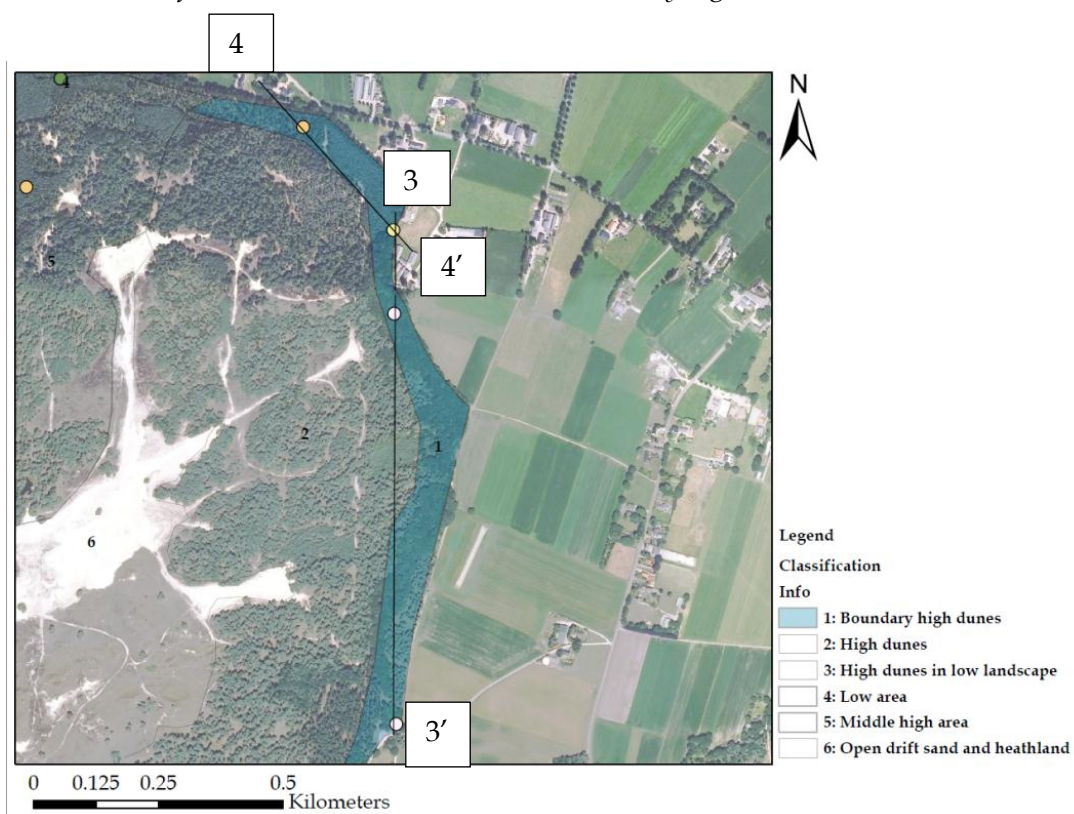 4
N
4
3
4′
5
2
1
6
3′
Legend
Classification
Info
1: Boundary high dunes
2: High dunes
3: High dunes in low landscape
4: Low area
5: Middle high area
6: Open drift sand and heathland
0 0.125 0.25 0.5
Kilometers